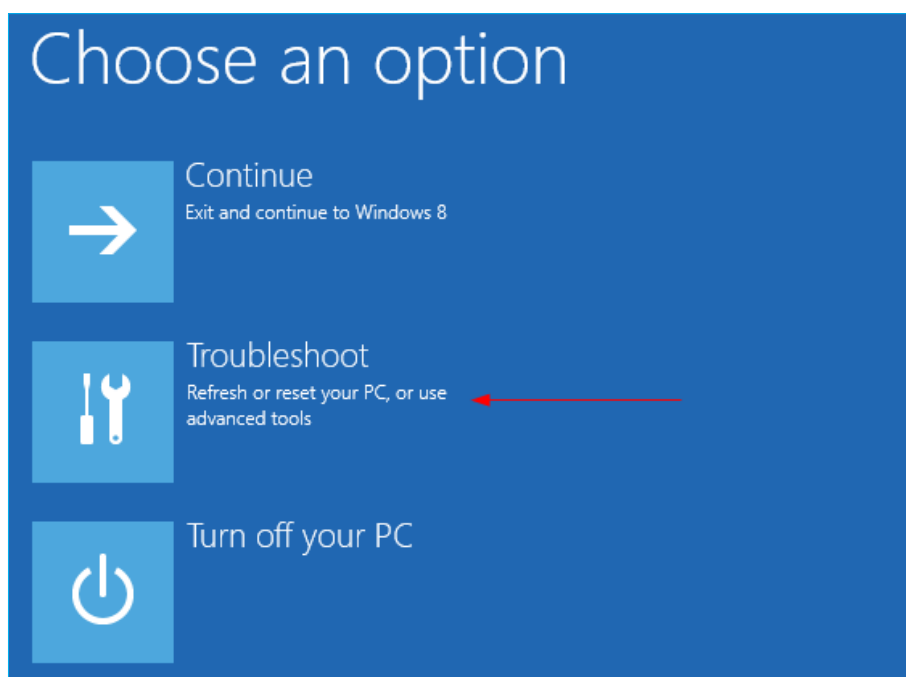 Choose an option
Continue
Exit and continue to Windows 8
Troubleshoot
Refresh or reset your PC, or use
advanced tools
Turn off your PC